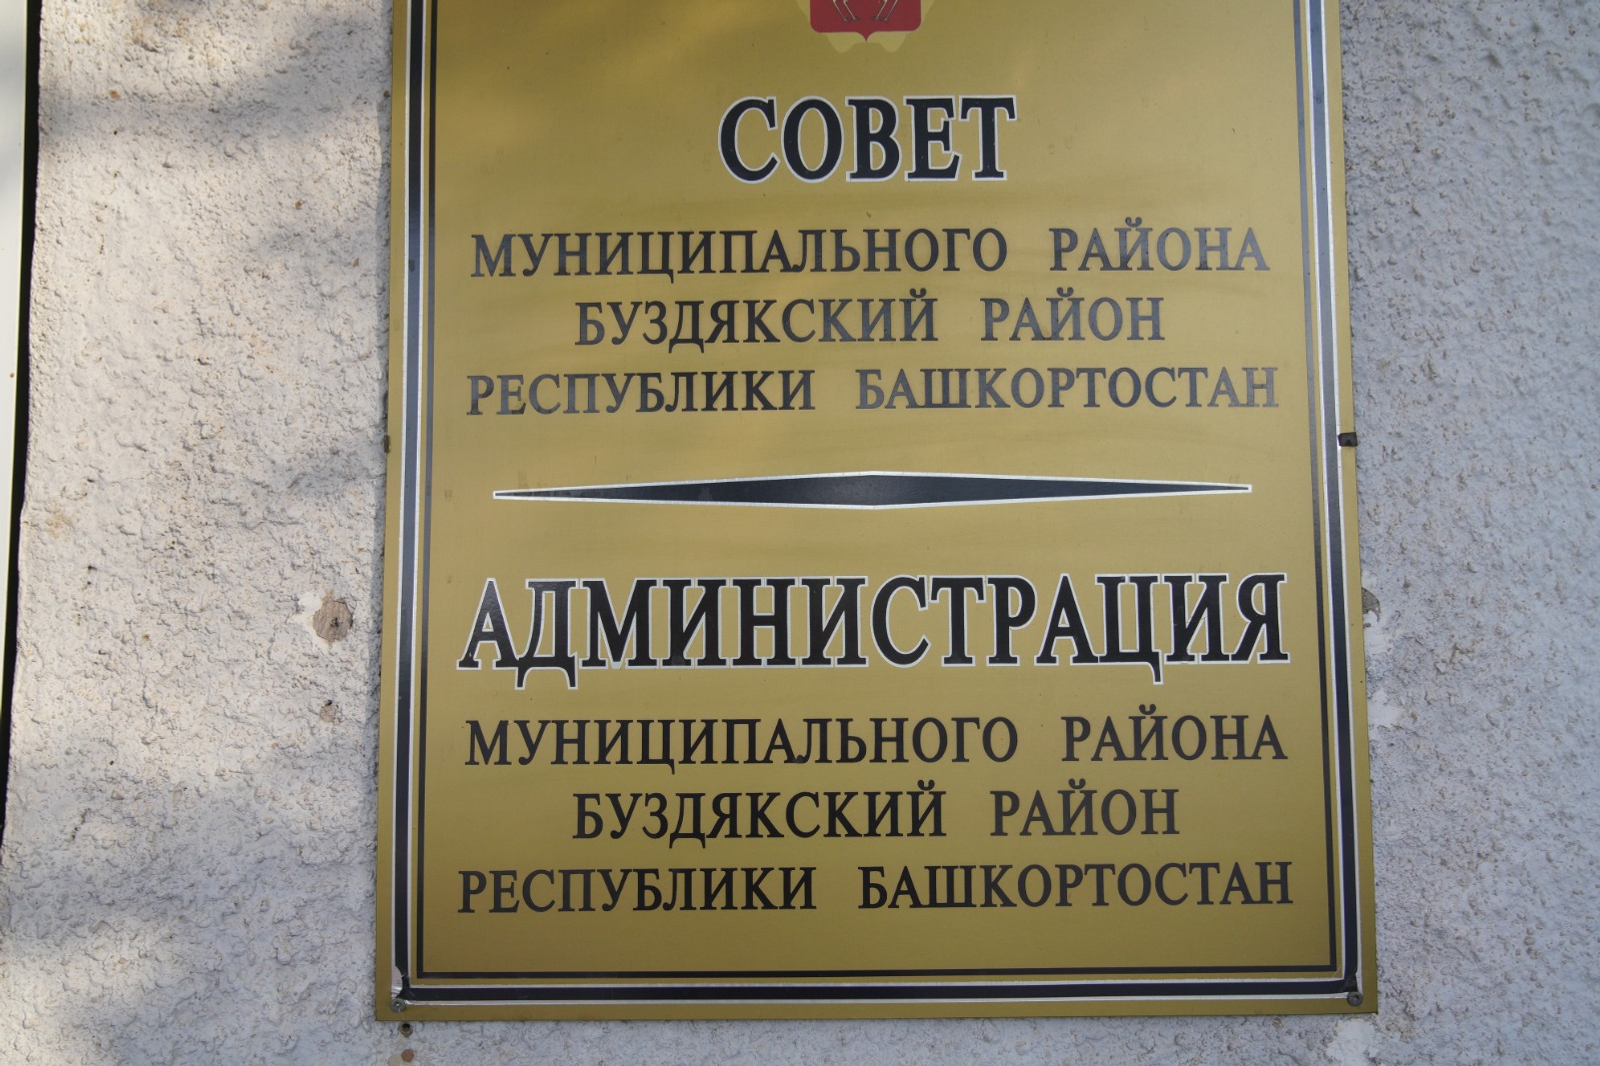 СОВЕТ
МУНИЦИПАЛЬНОГО РАЙОНА
БУЗДЯКСКИЙ РАЙОН
РЕСПУБЛИКИ БАШКОРТОСТАН
АДМИНИСТРАЦИЯ
МУНИЦИПАЛЬНОГО РАЙОНА
БУЗДЯКСКИЙ РАЙОН
РЕСПУБЛИКИ БАШКОРТОСТАН